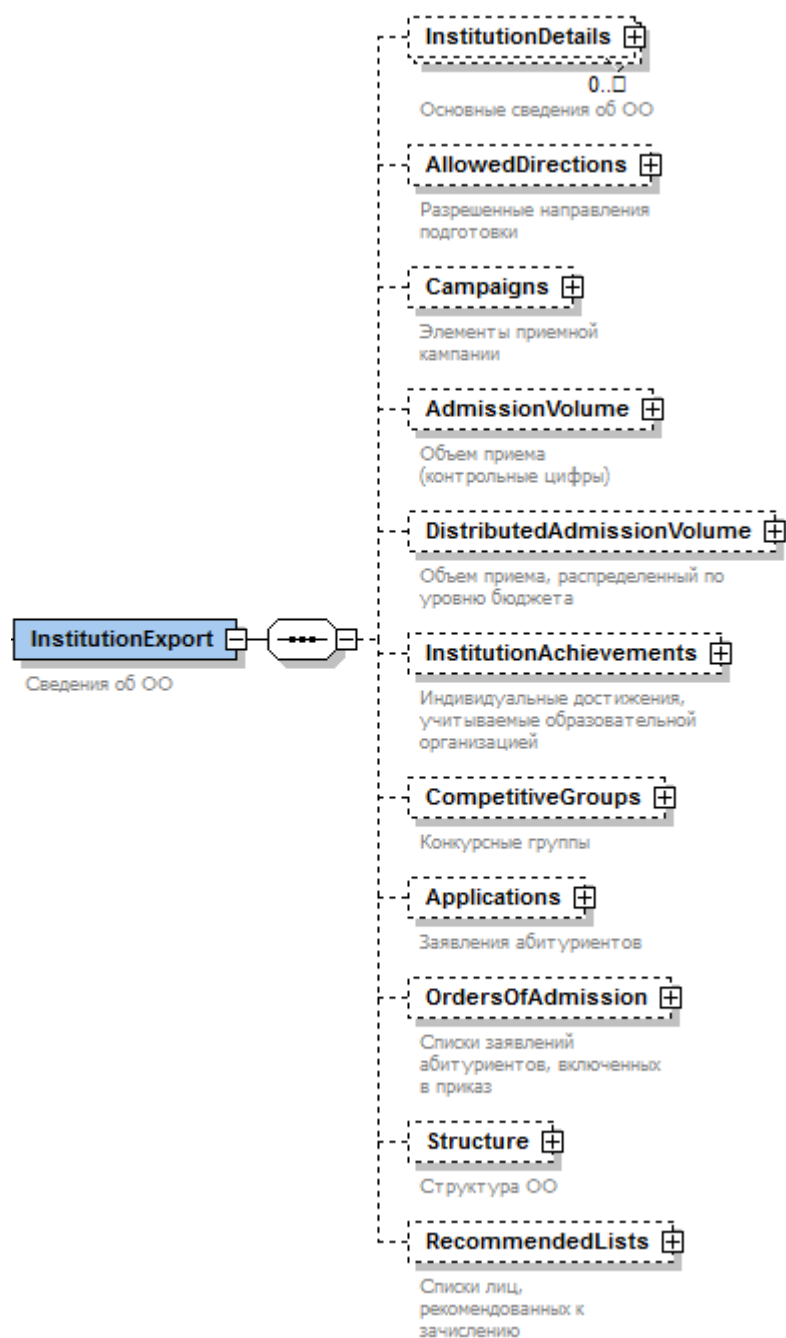 InstitutionDetails
0..□
Основные сведения об ОО
AllowedDirections
Разрешенные направления
подготовки
Campaigns
Элементы приемной
кампании
AdmissionVolume
Объем приема
(контрольные цифры)
DistributedAdmissionVolume
Объем приема, распределенный по
уровню бюджета
InstitutionExport
Сведения об ОО
InstitutionAchievements
Индивидуальные достижения,
учитываемые образовательной
организацией
CompetitiveGroups
Конкурсные группы
Applications
Заявления абитуриентов
OrdersOfAdmission
Списки заявлений
абитуриентов, включенных
в приказ
Structure
Структура ОО
RecommendedLists
Списки лиц,
рекомендованных к
зачислению